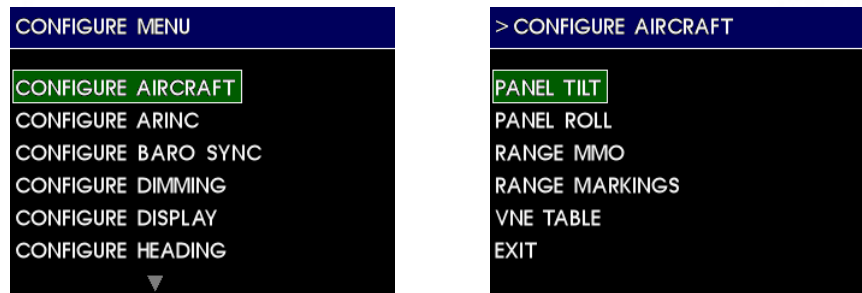 CONFIGURE MENU
CONFIGURE AIRCRAFT
CONFIGURE ARINC
CONFIGURE BARO SYNC
CONFIGURE DIMMING
CONFIGURE DISPLAY
CONFIGURE HEADING
> CONFIGURE AIRCRAFT
PANEL TILT
PANEL ROLL
RANGE MMO
RANGE MARKINGS
VNE TABLE
EXIT